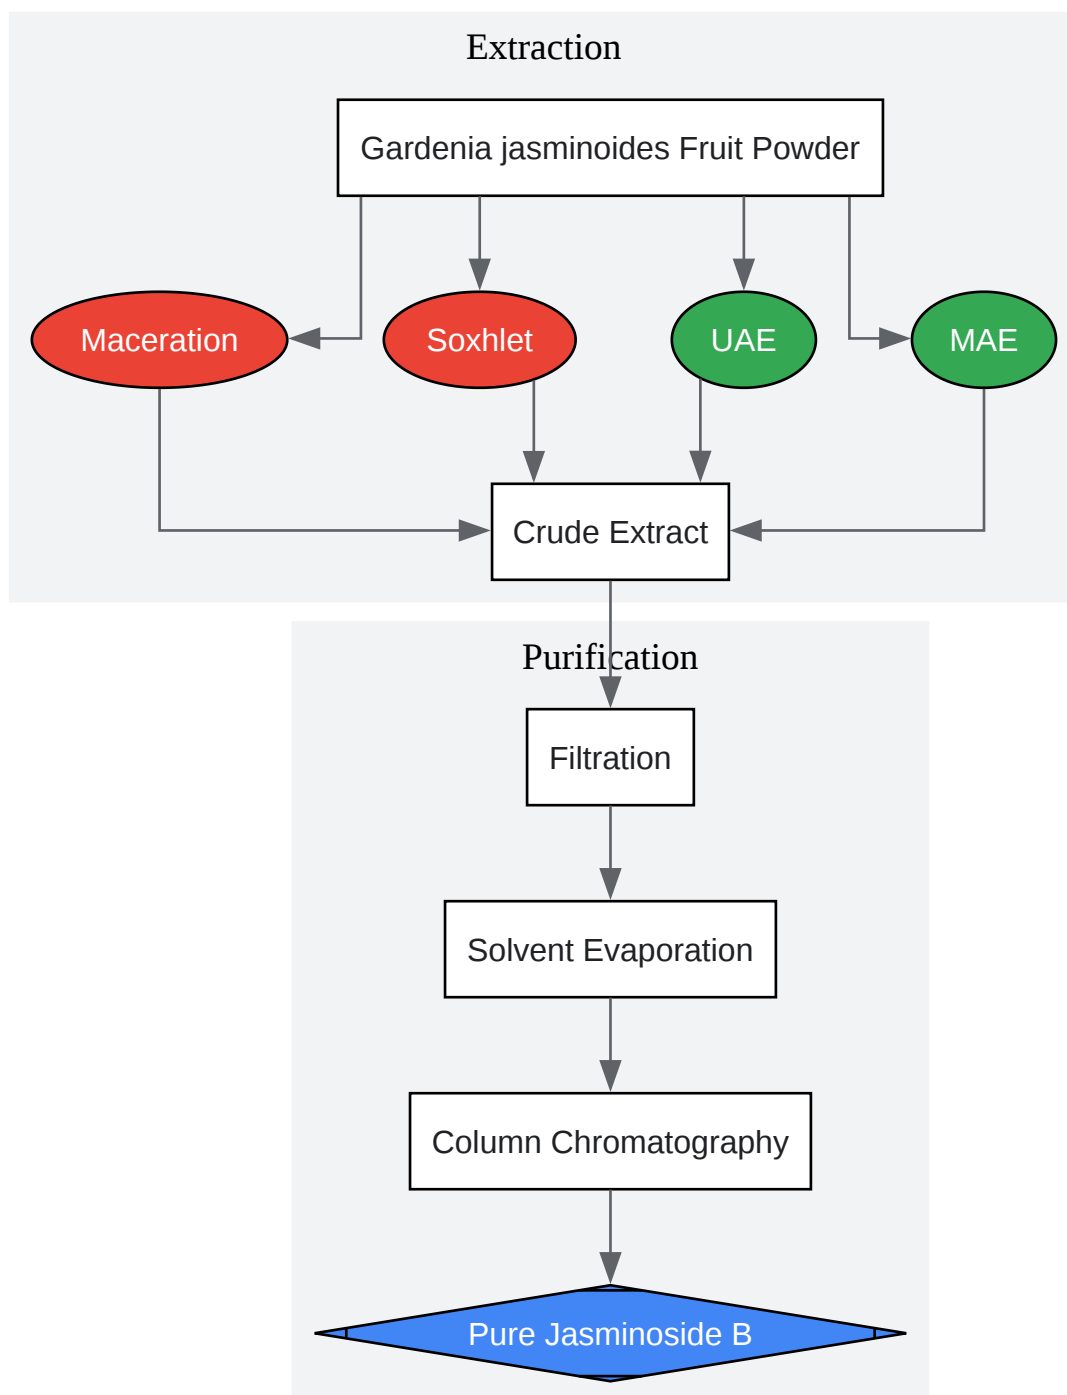 Extraction
Gardenia jasminoides Fruit Powder
Maceration
Soxhlet
UAE
MAE
Crude Extract
Purification
Filtration
Solvent Evaporation
Column Chromatography
Pure Jasminoside B